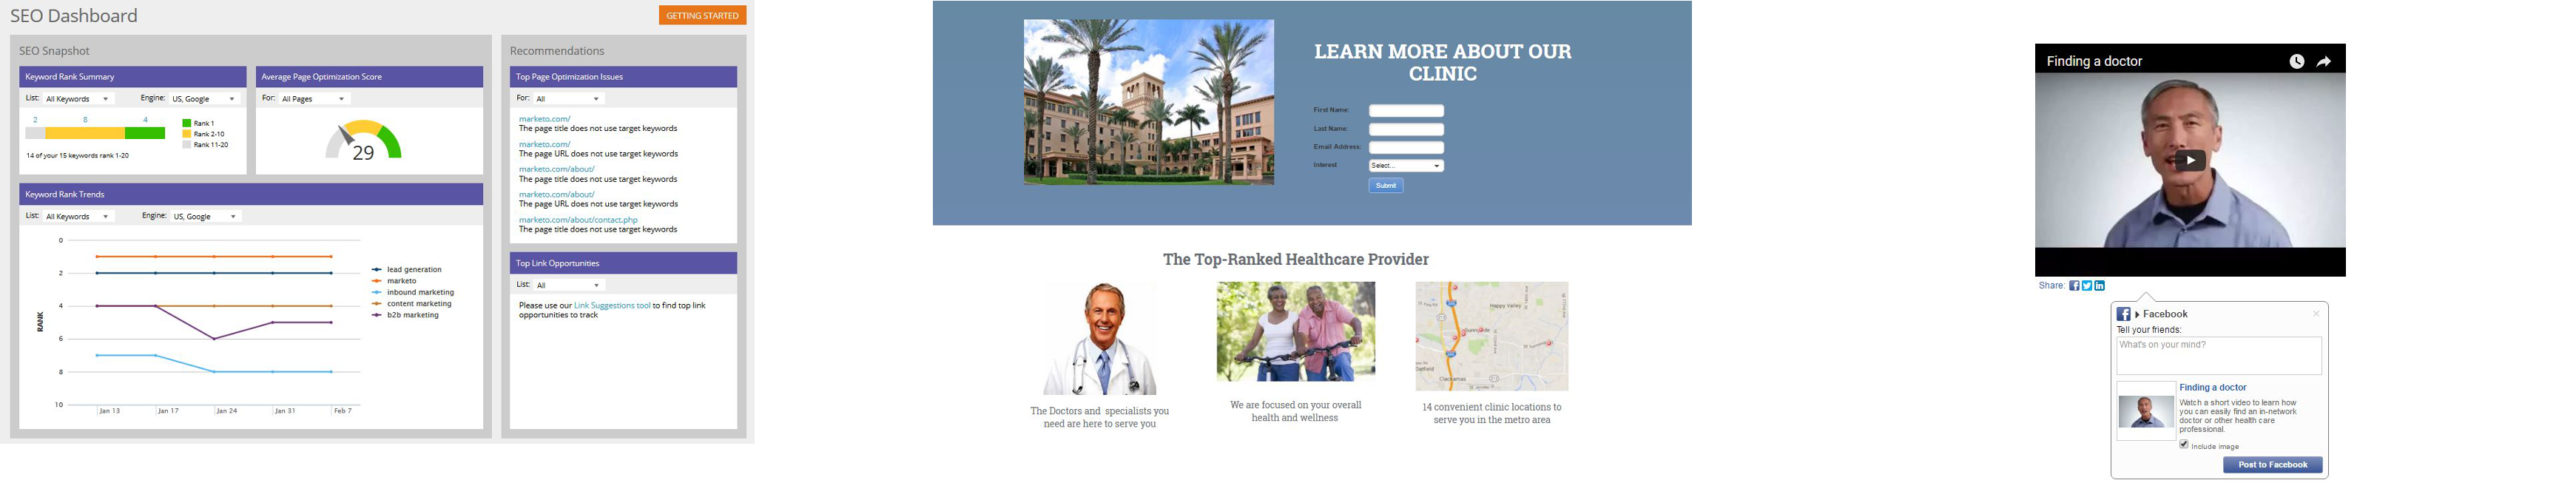 SEO Dashboard
GETTING STARTED
SEO Snapshot
Keyword Rank Summary
List: All Keywords
Engine: US, Google
2 8 4
Rank 1
Rank 2-10
Rank 11-20
14 of your 15 keywords rank 1-20
Average Page Optimization Score
For: All Pages
29
Keyword Rank Trends
List: All Keywords
Engine: US, Google
RANK
0
2
4
6
8
10
Jan 13 Jan 17 Jan 24 Jan 31 Feb 7
lead generation
marketo
inbound marketing
content marketing
b2b marketing
Recommendations
Top Page Optimization Issues
For: All
marketo.com/
The page title does not use target keywords
marketo.com/
The page URL does not use target keywords
marketo.com/about/
The page title does not use target keywords
marketo.com/about/
The page URL does not use target keywords
marketo.com/about/contact.php
The page title does not use target keywords
Top Link Opportunities
List: All
Please use our Link Suggestions tool to find top link
opportunities to track
LEARN MORE ABOUT OUR
CLINIC
First Name:
Last Name:
Email Address:
Interest
Select...
Submit
The Top-Ranked Healthcare Provider
The Doctors and specialists you
need are here to serve you
We are focused on your overall
health and wellness
Happy Valley
Sunnyside
Clackamas
14 convenient clinic locations to
serve you in the metro area
Finding a doctor
Share:
Facebook
Tell your friends:
What's on your mind?
Finding a doctor
Watch a short video to learn how
you can easily find an in-network
doctor or other health care
professional.
Include image
Post to Facebook